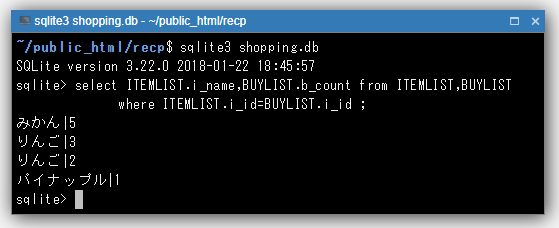 sqlite3 shopping.db - ~/public_html/recp
~/public_html/recp$ sqlite3 shopping.db
SQLite version 3.22.0 2018-01-22 18:45:57
sqlite> select ITEMLIST.i_name,BUYLIST.b_count from ITEMLIST,BUYLIST
where ITEMLIST.i_id=BUYLIST.i_id ;
みかん|5
りんご|3
りんご|2
パイナップル|1
sqlite>